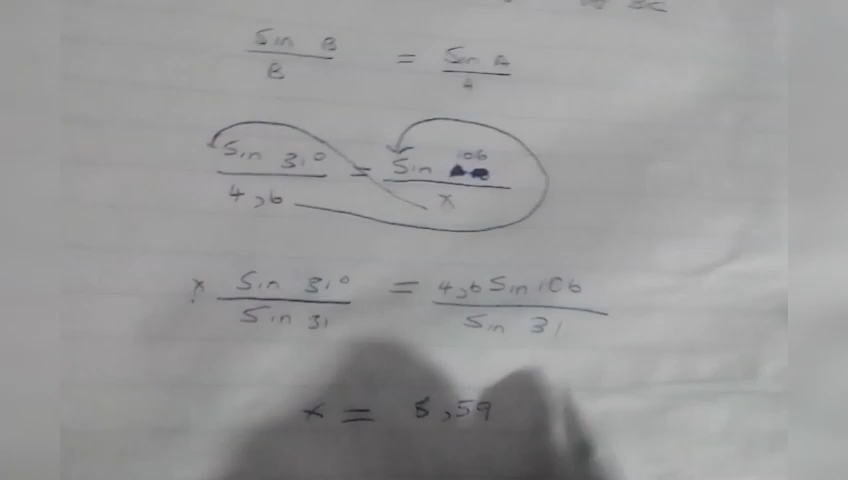 Sin B / B = Sin A / A
Sin 31° / 4,6 = Sin 106 / x
x Sin 31° / Sin 31 = 4,6 Sin 106 / Sin 31
x = 8,59